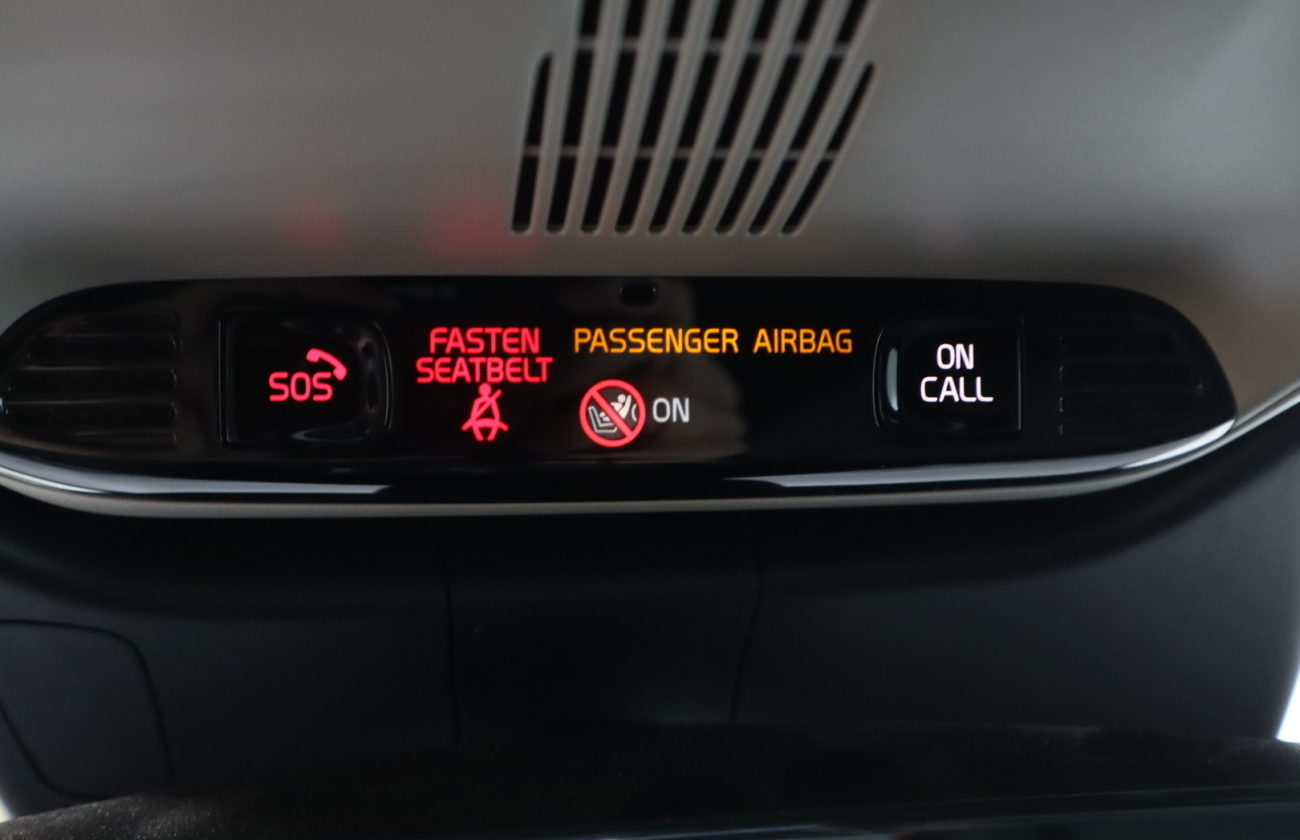 SOS
FASTEN
SEATBELT
PASSENGER AIRBAG
ON
ON
CALL